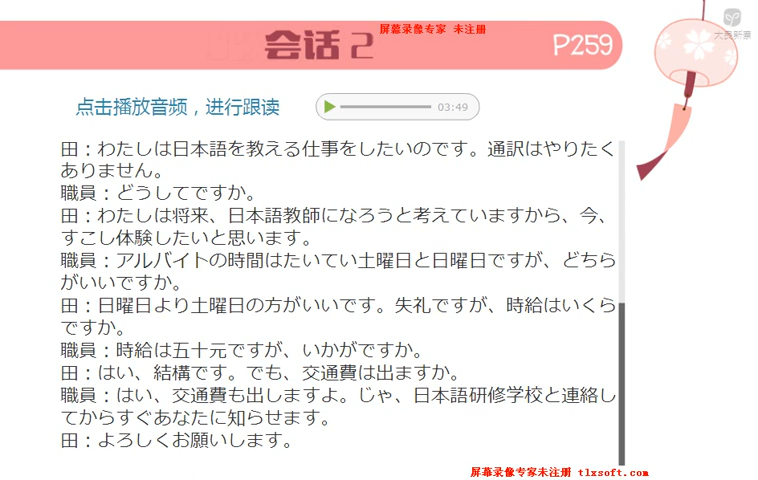 屏幕录像专家 未注册
会话 2
P259
大良新豪
点击播放音频，进行跟读
03:49
田：わたしは日本語を教える仕事をしたいのです。通訳はやりたく
ありません。
職員：どうしてですか。
田：わたしは将来、日本語教師になろうと考えていますから、今、
すこし体験したいと思います。
職員：アルバイトの時間はたいてい土曜日と日曜日ですが、どちら
がいいですか。
田：日曜日より土曜日の方がいいです。失礼ですが、時給はいくら
ですか。
職員：時給は五十元ですが、いかがですか。
田：はい、結構です。でも、交通費は出ますか。
職員：はい、交通費も出しますよ。じゃ、日本語研修学校と連絡し
てからすぐあなたに知らせます。
田：よろしくお願いします。
屏幕录像专家未注册 tlxsoft.com